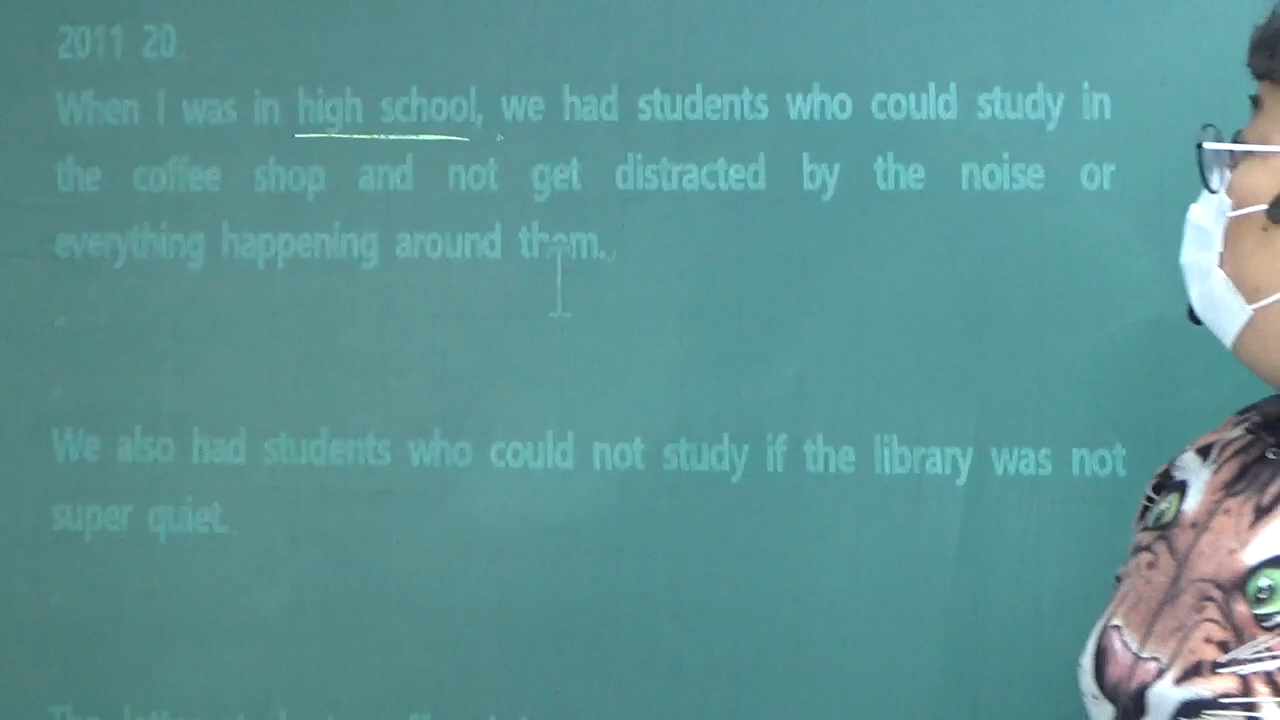 2011 20.
When I was in high school, we had students who could study in
the coffee shop and not get distracted by the noise or
everything happening around them.
We also had students who could not study if the library was not
super quiet.